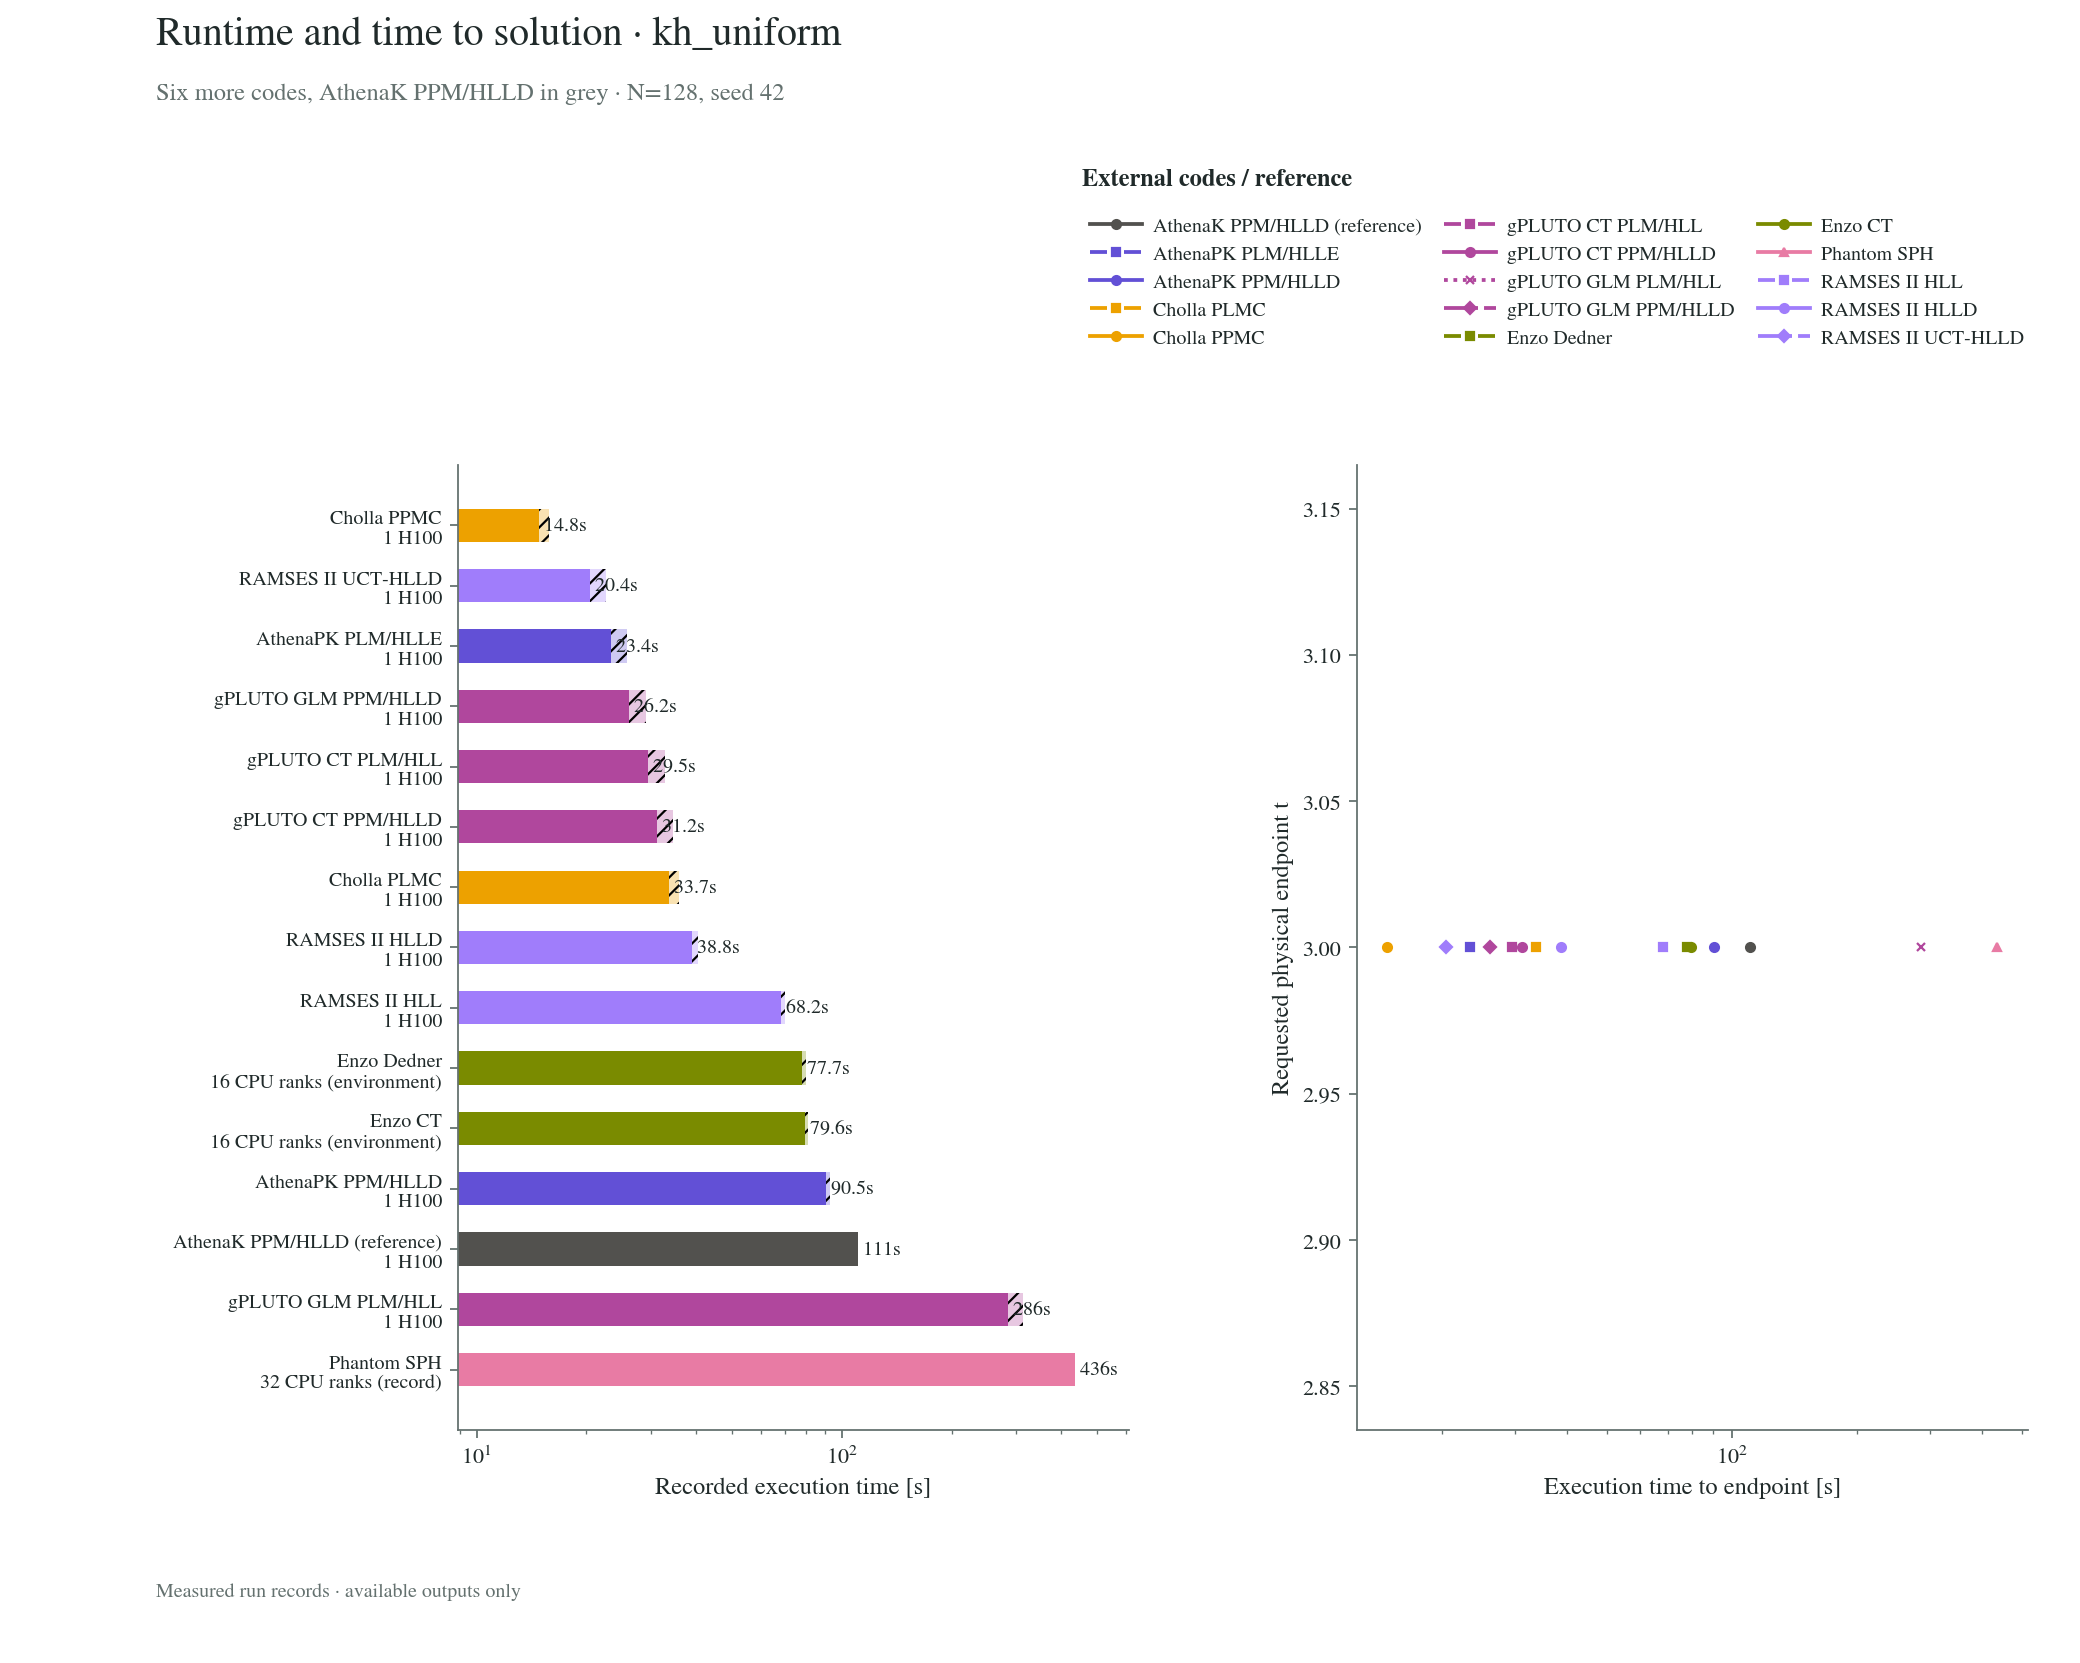 Runtime and time to solution · kh_uniform
Six more codes, AthenaK PPM/HLLD in grey · N=128, seed 42
External codes / reference
AthenaK PPM/HLLD (reference)
AthenaPK PLM/HLLE
AthenaPK PPM/HLLD
Cholla PLMC
Cholla PPMC
gPLUTO CT PLM/HLL
gPLUTO CT PPM/HLLD
gPLUTO GLM PLM/HLL
gPLUTO GLM PPM/HLLD
Enzo Dedner
Enzo CT
Phantom SPH
RAMSES II HLL
RAMSES II HLLD
RAMSES II UCT-HLLD
Cholla PPMC
1 H100
14.8s
RAMSES II UCT-HLLD
1 H100
20.4s
AthenaPK PLM/HLLE
1 H100
23.4s
gPLUTO GLM PPM/HLLD
1 H100
26.2s
gPLUTO CT PLM/HLL
1 H100
29.5s
gPLUTO CT PPM/HLLD
1 H100
31.2s
Cholla PLMC
1 H100
33.7s
RAMSES II HLLD
1 H100
38.8s
RAMSES II HLL
1 H100
68.2s
Enzo Dedner
16 CPU ranks (environment)
77.7s
Enzo CT
16 CPU ranks (environment)
79.6s
AthenaPK PPM/HLLD
1 H100
90.5s
AthenaK PPM/HLLD (reference)
1 H100
111s
gPLUTO GLM PLM/HLL
1 H100
286s
Phantom SPH
32 CPU ranks (record)
436s
10¹
10²
Recorded execution time [s]
Requested physical endpoint t
3.15
3.10
3.05
3.00
2.95
2.90
2.85
10²
Execution time to endpoint [s]
Measured run records · available outputs only